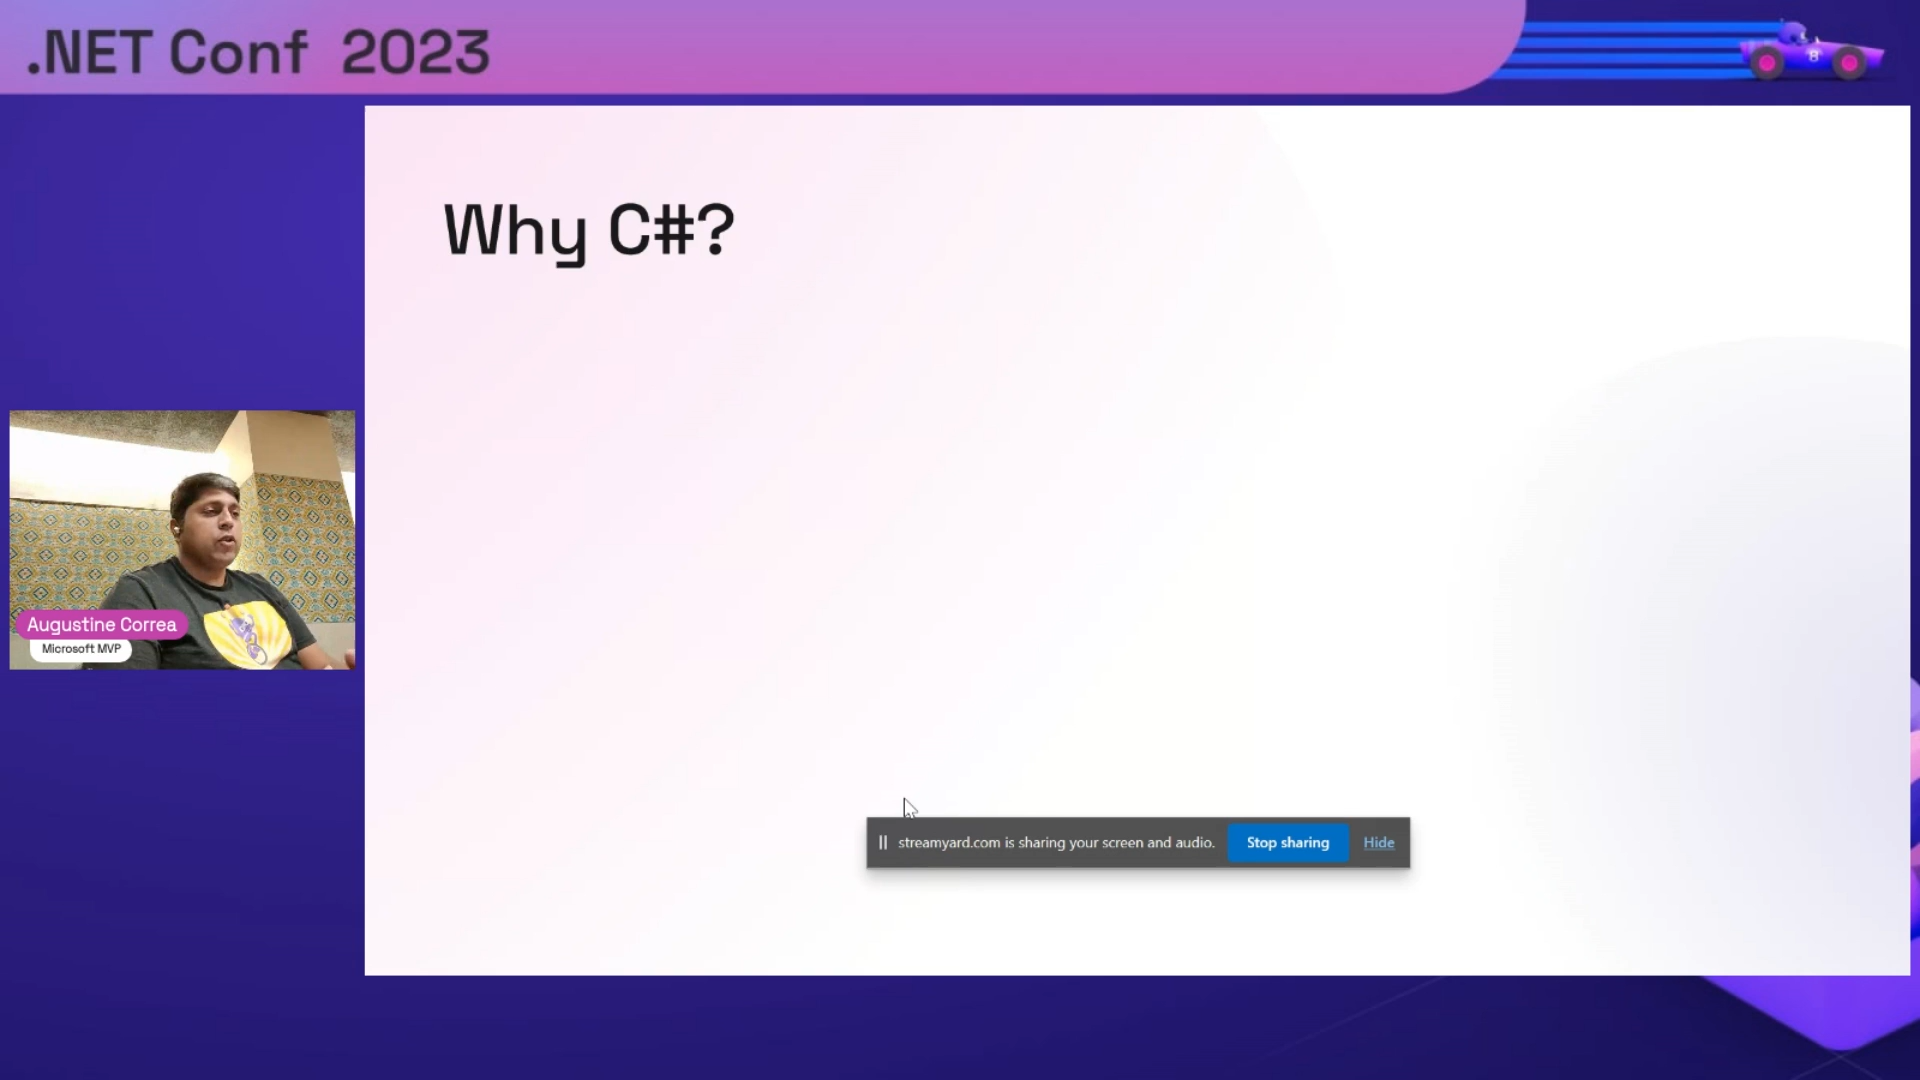 .NET Conf 2023
8
Why C#?
Augustine Correa
Microsoft MVP
streamyard.com is sharing your screen and audio. Stop sharing Hide